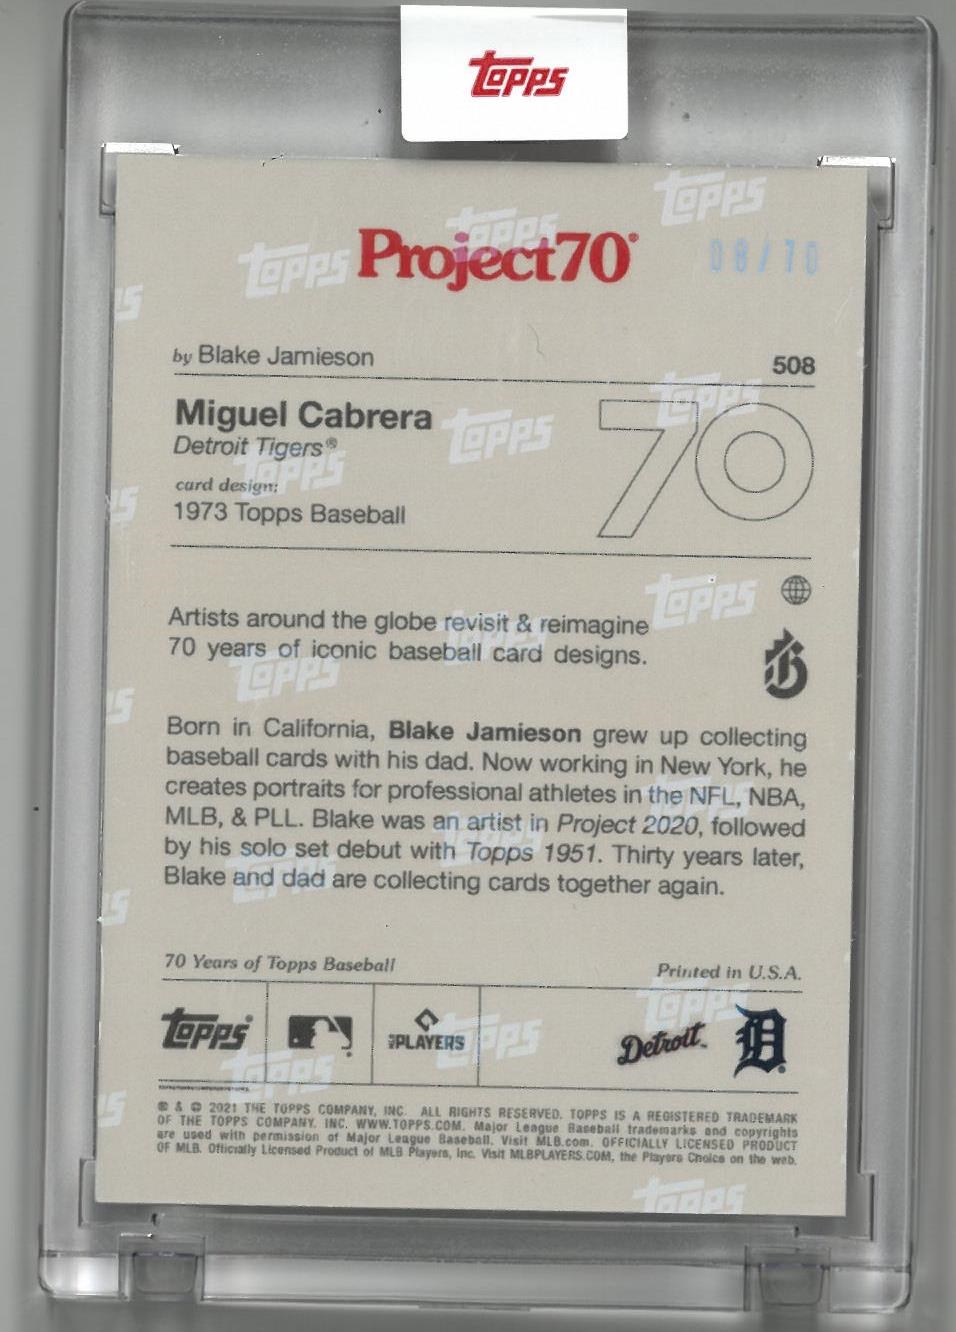 Topps
Project70®
08/70
by Blake Jamieson
508
Miguel Cabrera
Detroit Tigers®
70
card design:
1973 Topps Baseball
Artists around the globe revisit & reimagine
70 years of iconic baseball card designs.
Born in California, Blake Jamieson grew up collecting
baseball cards with his dad. Now working in New York, he
creates portraits for professional athletes in the NFL, NBA,
MLB, & PLL. Blake was an artist in Project 2020, followed
by his solo set debut with Topps 1951. Thirty years later,
Blake and dad are collecting cards together again.
70 Years of Topps Baseball
Printed in U.S.A.
Topps®
PLAYERS
Detroit
D
® & © 2021 THE TOPPS COMPANY, INC. ALL RIGHTS RESERVED. TOPPS IS A REGISTERED TRADEMARK
OF THE TOPPS COMPANY. INC. WWW.TOPPS.COM. Major League Baseball trademarks and copyrights
are used with permission of Major League Baseball. Visit MLB.com. OFFICIALLY LICENSED PRODUCT
OF MLB. Officially Licensed Product of MLB Players, Inc. Visit MLBPLAYERS.COM, the Players Choice on the web.